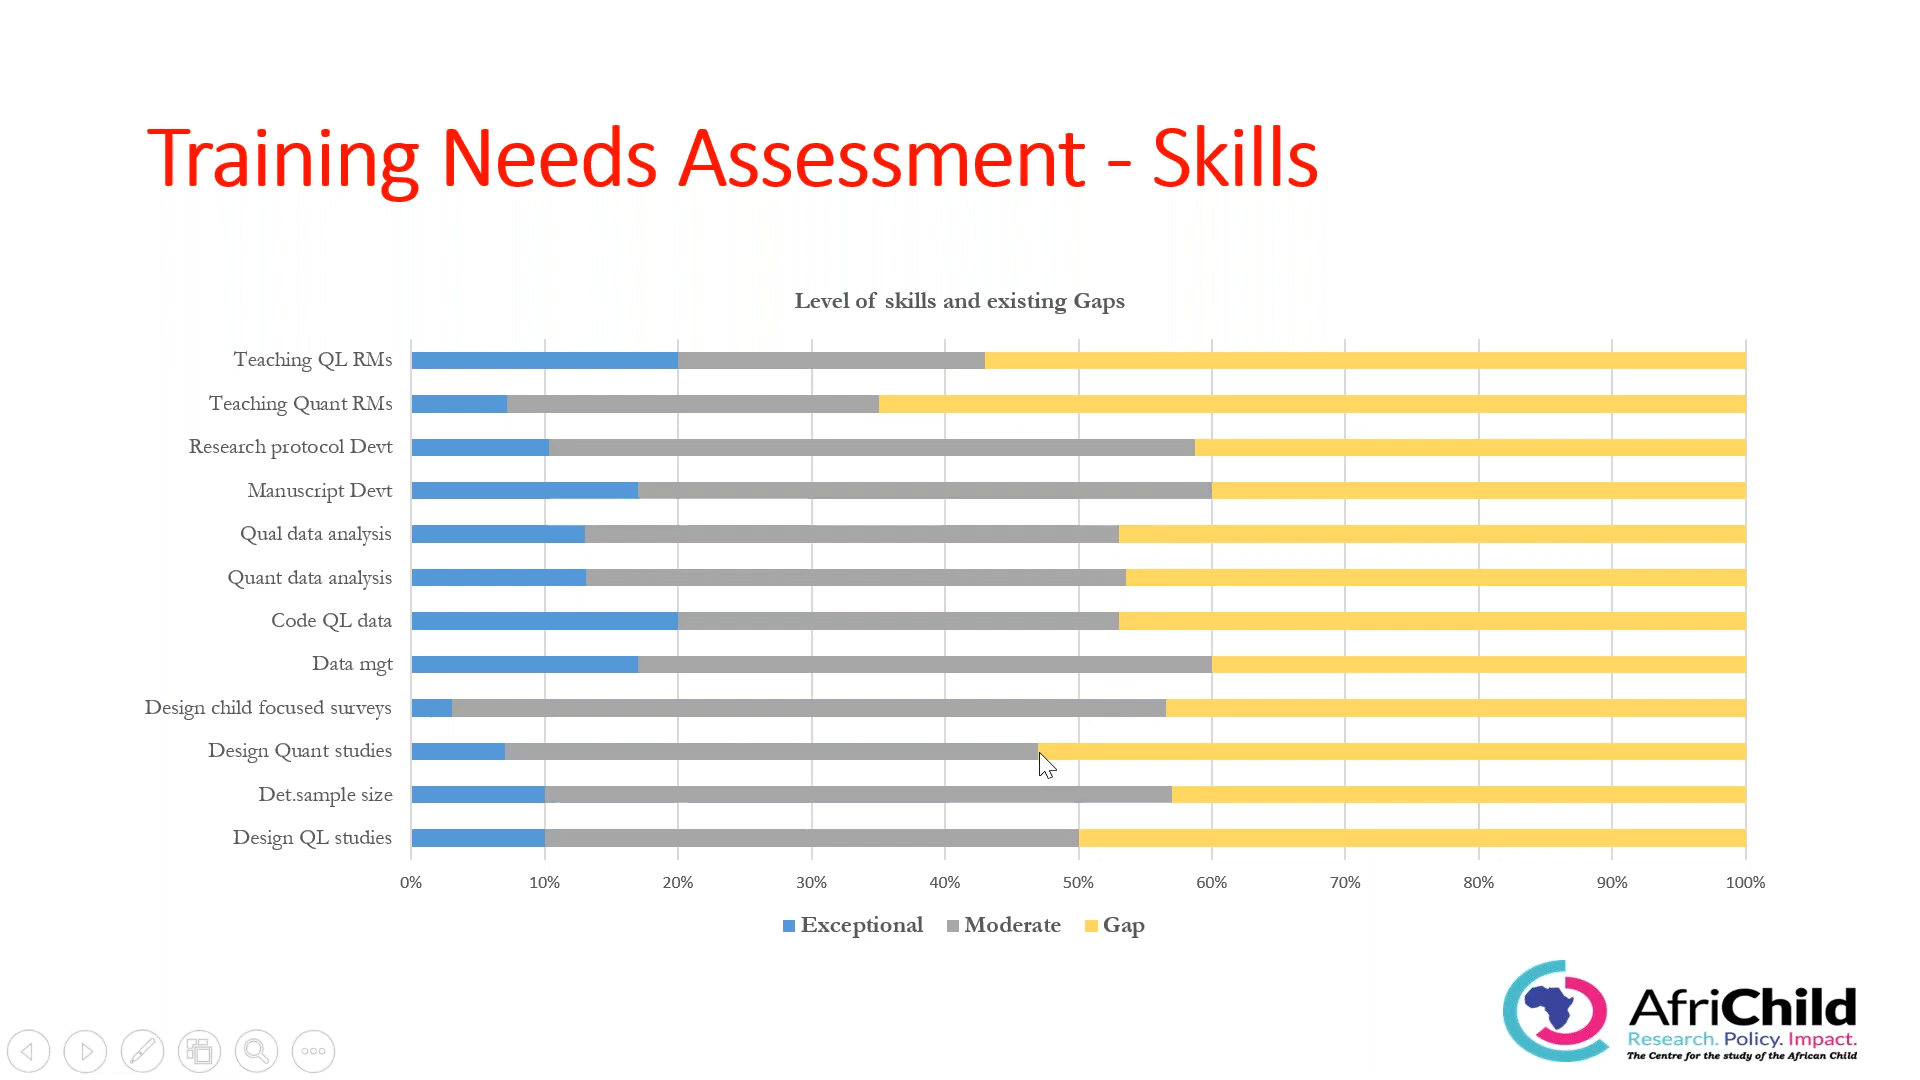 Training Needs Assessment - Skills
Level of skills and existing Gaps
Teaching QL RMs
Teaching Quant RMs
Research protocol Devt
Manuscript Devt
Qual data analysis
Quant data analysis
Code QL data
Data mgt
Design child focused surveys
Design Quant studies
Det.sample size
Design QL studies
0% 10% 20% 30% 40% 50% 60% 70% 80% 90% 100%
Exceptional Moderate Gap
AfriChild
Research. Policy. Impact.
The Centre for the study of the African Child